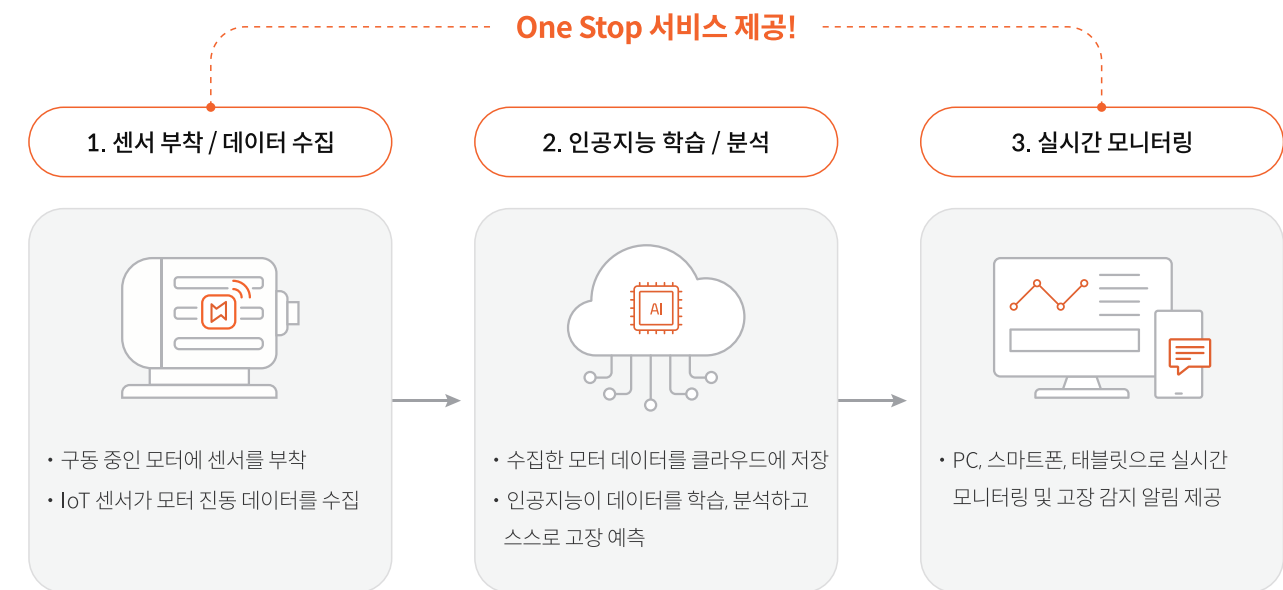 One Stop 서비스 제공!
1. 센서 부착 / 데이터 수집
2. 인공지능 학습 / 분석
3. 실시간 모니터링
AI
• 구동 중인 모터에 센서를 부착
• IoT 센서가 모터 진동 데이터를 수집
• 수집한 모터 데이터를 클라우드에 저장
• 인공지능이 데이터를 학습, 분석하고
스스로 고장 예측
• PC, 스마트폰, 태블릿으로 실시간
모니터링 및 고장 감지 알림 제공